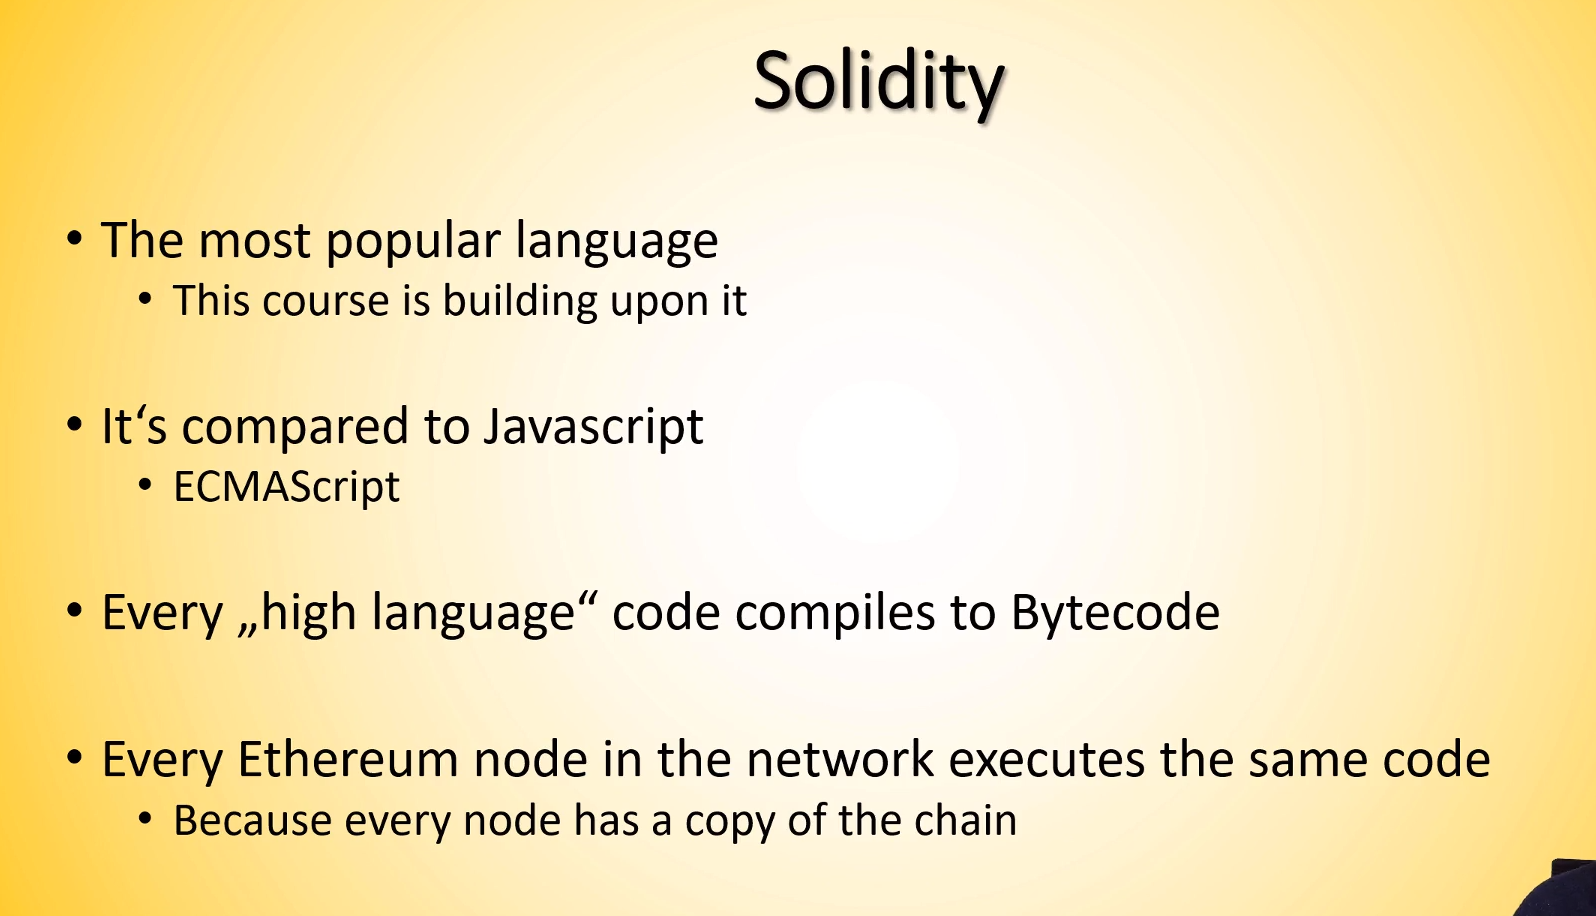 Solidity
• The most popular language
• This course is building upon it
• It‘s compared to Javascript
• ECMAScript
• Every „high language“ code compiles to Bytecode
• Every Ethereum node in the network executes the same code
• Because every node has a copy of the chain